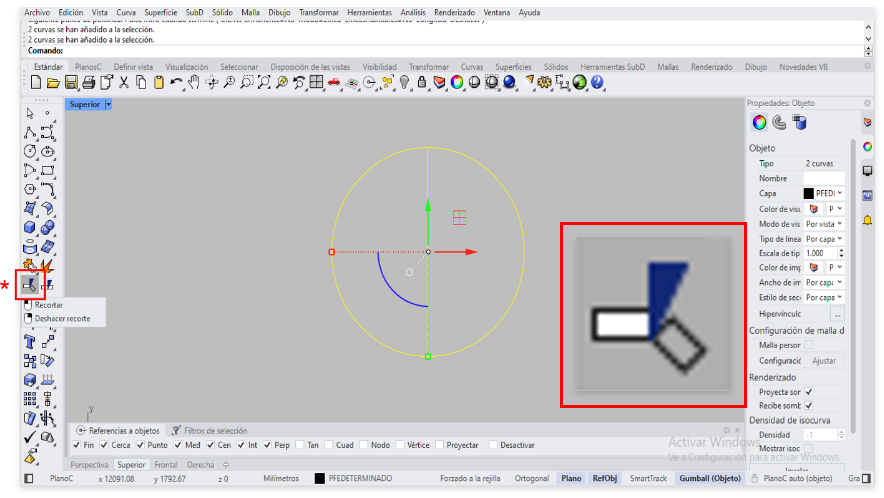 Archivo Edición Vista Curva Superficie SubD Sólido Malla Dibujo Transformar Herramientas Análisis Renderizado Ventana Ayuda
2 curvas se han añadido a la selección.
2 curvas se han añadido a la selección.
Comando:
Estándar PlanosC Definir vista Visualización Seleccionar Disposición de las vistas Visibilidad Transformar Curvas Superficies Sólidos Herramientas SubD Mallas Renderizado Dibujo Novedades V8
Superior
Propiedades: Objeto
Objeto
Tipo 2 curvas
Nombre
Capa PFEDI
Color de visu P
Modo de vis Por vista
Tipo de línea Por capa
Escala de tip 1.000
Color de imp P
Ancho de im Por capa
Estilo de sec Por capa
Hipervínculc ...
Configuración de malla d
Malla person
Configuració Ajustar
Renderizado
Proyecta son
Recibe somb
Densidad de isocurva
Densidad -1
Mostrar isoc
*
Recortar
Deshacer recorte
y
Referencias a objetos Filtros de selección
Fin Cerca Punto Med Cen Int Perp Tan Cuad Nodo Vértice Proyectar Desactivar
Activar Windows
Ve a Configuración para activar Windows.
Perspectiva Superior Frontal Derecha
PlanoC x 12091.08 y 1792.67 z 0 Milímetros PFEDETERMINADO Forzado a la rejilla Ortogonal Plano RefObj SmartTrack Gumball (Objeto) PlanoC auto (objeto) Gra